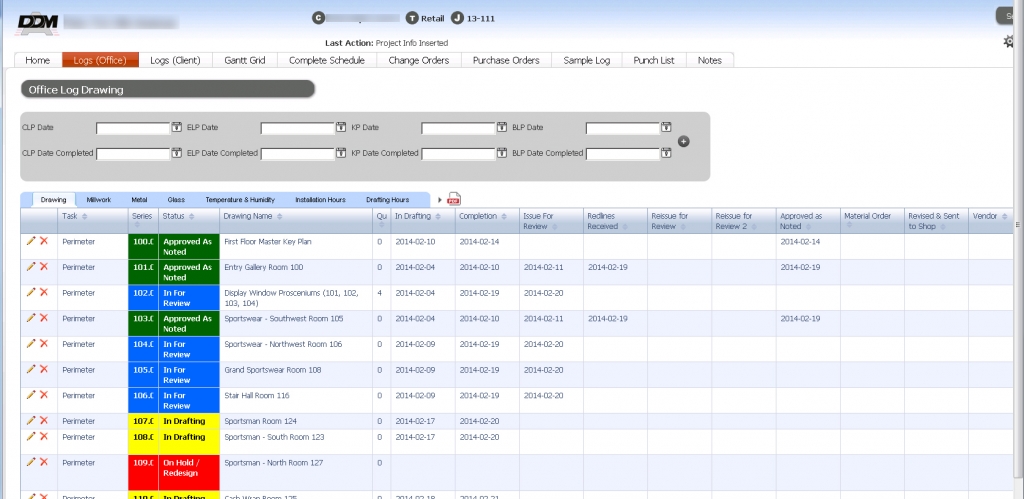 DDM
C T Retail J 13-111
Last Action: Project Info Inserted
Home Logs (Office) Logs (Client) Gantt Grid Complete Schedule Change Orders Purchase Orders Sample Log Punch List Notes
Office Log Drawing
CLP Date ELP Date KP Date BLP Date
CLP Date Completed ELP Date Completed KP Date Completed BLP Date Completed
Drawing Millwork Metal Glass Temperature & Humidity Installation Hours Drafting Hours
Task Series Status Drawing Name Qu In Drafting Completion Issue For Review Redlines Received Reissue for Review Reissue for Review 2 Approved as Noted Material Order Revised & Sent to Shop Vendor
Perimeter 100. Approved As Noted First Floor Master Key Plan 0 2014-02-10 2014-02-14 2014-02-14
Perimeter 101. Approved As Noted Entry Gallery Room 100 0 2014-02-04 2014-02-10 2014-02-11 2014-02-19 2014-02-19
Perimeter 102. In For Review Display Window Prosceniums (101, 102, 103, 104) 4 2014-02-04 2014-02-19 2014-02-20
Perimeter 103. Approved As Noted Sportswear - Southwest Room 105 0 2014-02-04 2014-02-10 2014-02-11 2014-02-19 2014-02-19
Perimeter 104. In For Review Sportswear - Northwest Room 106 0 2014-02-09 2014-02-19 2014-02-20
Perimeter 105. In For Review Grand Sportswear Room 108 0 2014-02-09 2014-02-19 2014-02-20
Perimeter 106. In For Review Stair Hall Room 116 0 2014-02-09 2014-02-19 2014-02-20
Perimeter 107. In Drafting Sportsman Room 124 0 2014-02-17 2014-02-20
Perimeter 108. In Drafting Sportsman - South Room 123 0 2014-02-17 2014-02-20
Perimeter 109. On Hold / Redesign Sportsman - North Room 127 0
Perimeter 110. In Drafting Cash Wrap Room 125 0 2014-02-18 2014-02-21